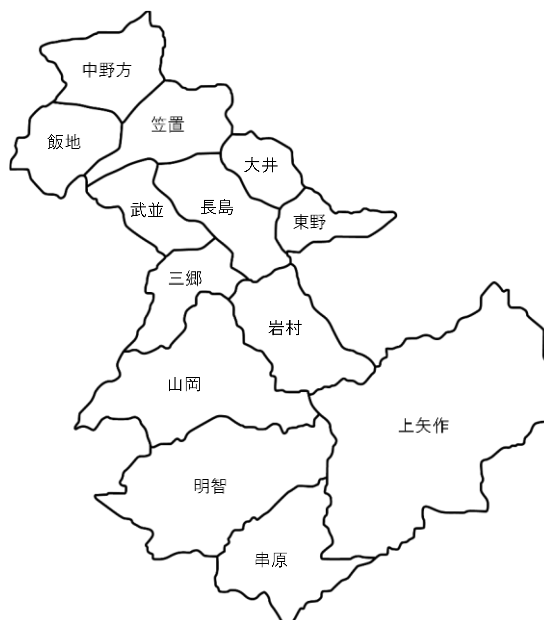 中野方
笠置
飯地
大井
武並
長島
東野
三郷
岩村
山岡
上矢作
明智
串原